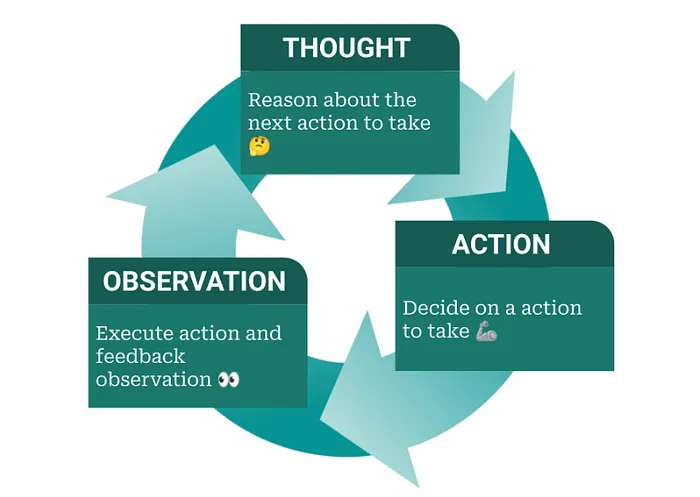 THOUGHT
Reason about the
next action to take
🤔
ACTION
Decide on a action
to take 🦾
OBSERVATION
Execute action and
feedback
observation 👀